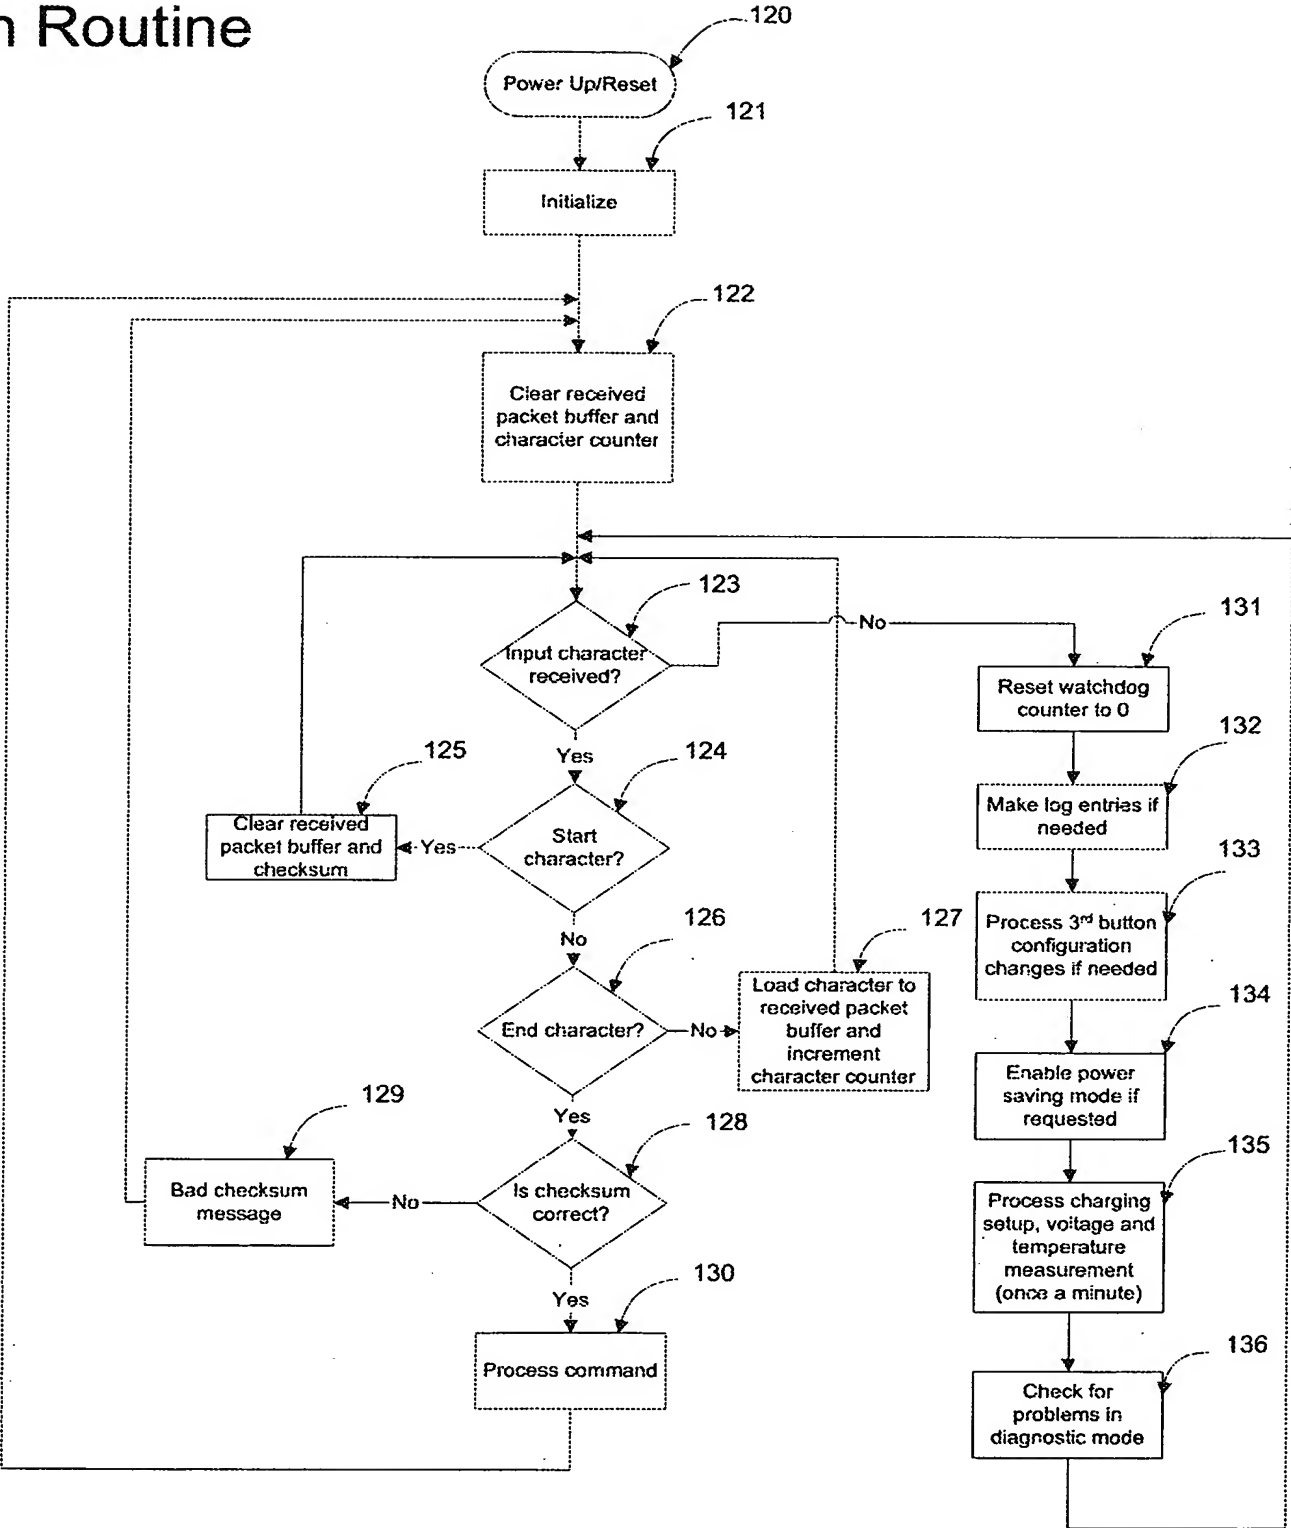 n Routine
120
Power Up/Reset
121
Initialize
122
Clear received
packet buffer and
character counter
123
Input character
received?
No
131
Reset watchdog
counter to 0
Yes
125
124
132
Clear received
packet buffer and
checksum
Yes
Start
character?
Make log entries if
needed
133
No
126
127
Process 3rd button
configuration
changes if needed
End character?
No
Load character to
received packet
buffer and
increment
character counter
134
Enable power
saving mode if
requested
129
Yes
128
135
Bad checksum
message
No
Is checksum
correct?
Process charging
setup, voltage and
temperature
measurement
(once a minute)
Yes
130
Process command
136
Check for
problems in
diagnostic mode